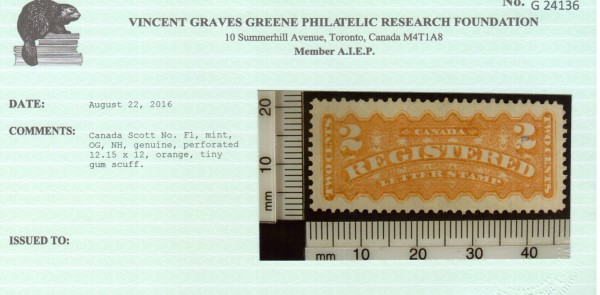 No. G 24136
VINCENT GRAVES GREENE PHILATELIC RESEARCH FOUNDATION
10 Summerhill Avenue, Toronto, Canada M4T1A8
Member A.I.E.P.
DATE: August 22, 2016
COMMENTS: Canada Scott No. F1, mint,
OG, NH, genuine, perforated
12.15 x 12, orange, tiny
gum scuff.
ISSUED TO:
20
10
mm
2 CANADA 2
TWO CENTS REGISTERED TWO CENTS
LETTER STAMP
mm 10 20 30 40